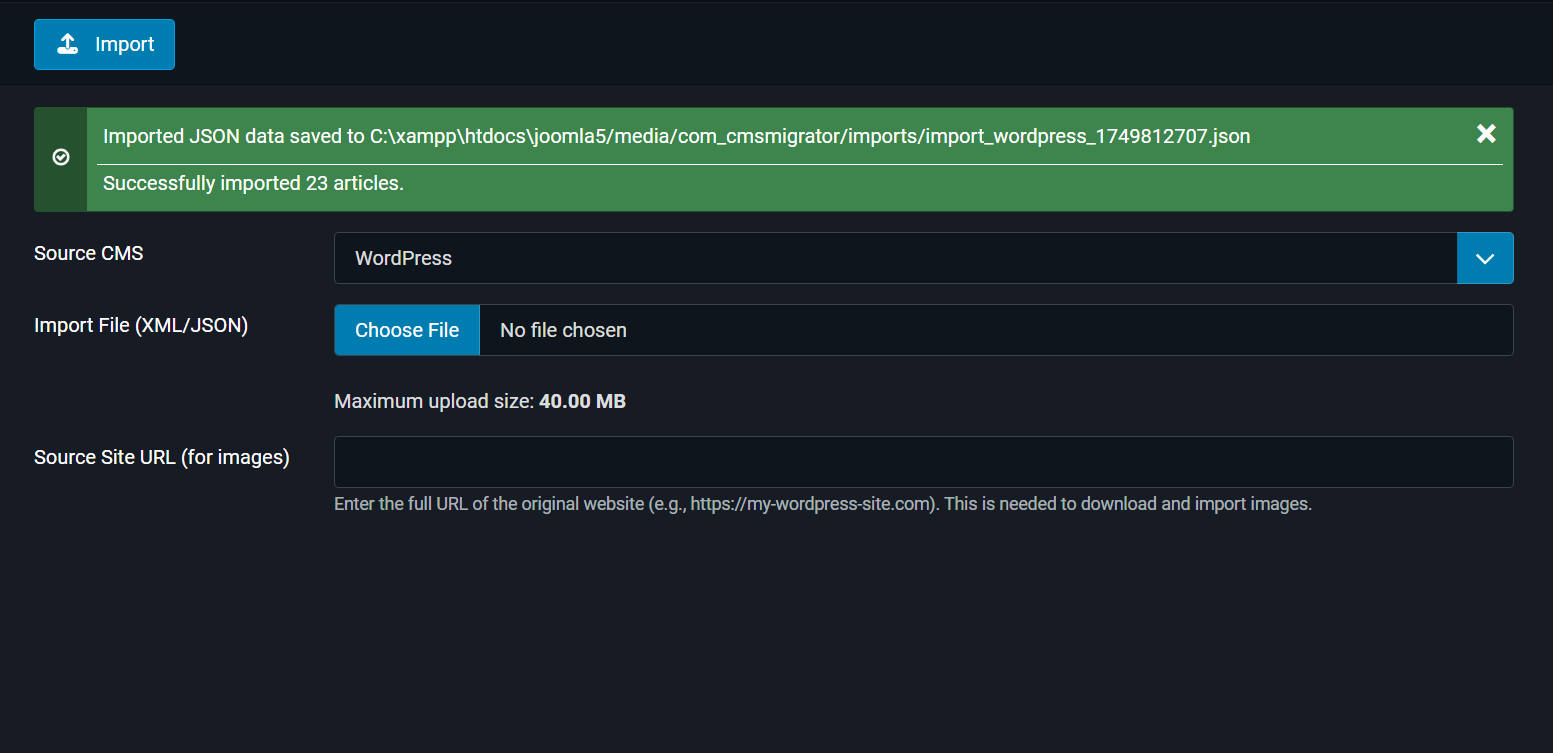 Import
Imported JSON data saved to C:\xampp\htdocs\joomla5/media/com_cmsmigrator/imports/import_wordpress_1749812707.json
Successfully imported 23 articles.
Source CMS
WordPress
Import File (XML/JSON)
Choose File
No file chosen
Maximum upload size: 40.00 MB
Source Site URL (for images)
Enter the full URL of the original website (e.g., https://my-wordpress-site.com). This is needed to download and import images.